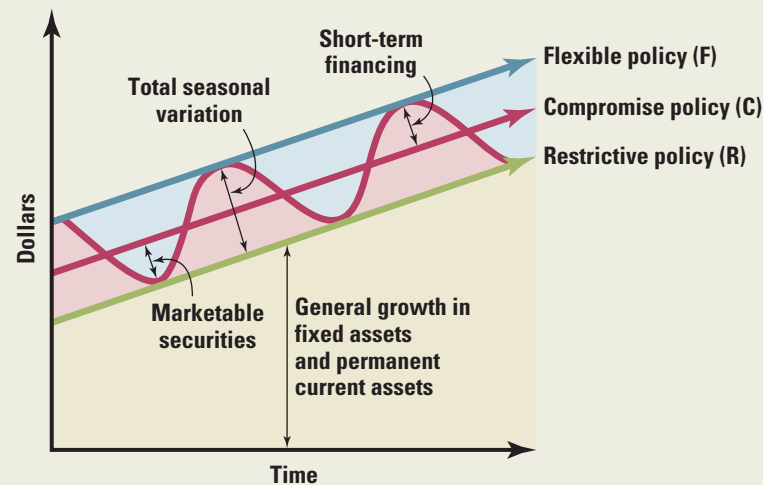 Short-term
financing
Flexible policy (F)
Total seasonal
variation
Compromise policy (C)
Restrictive policy (R)
Dollars
Marketable
securities
General growth in
fixed assets
and permanent
current assets
Time